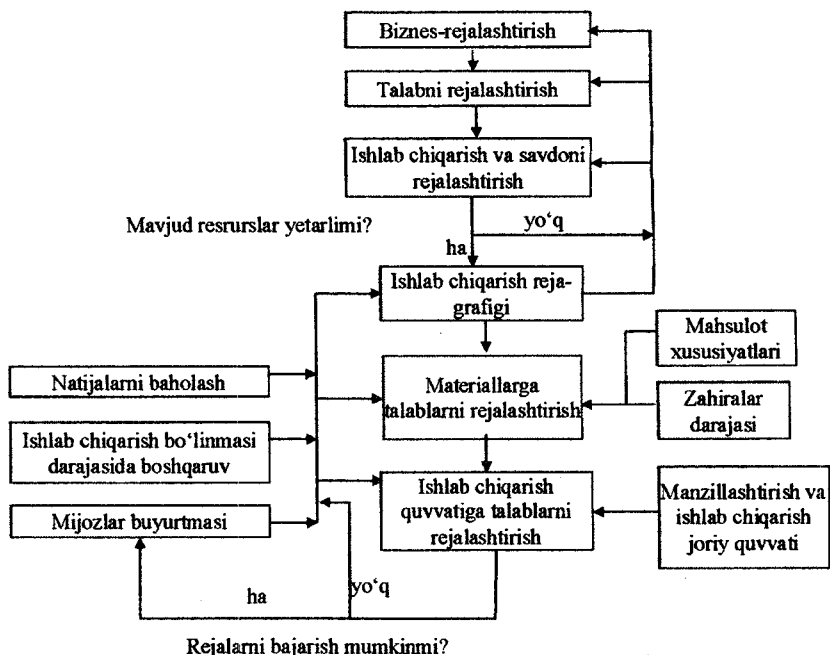 Biznes-rejalashtirish
Talabni rejalashtirish
Ishlab chiqarish va savdoni
rejalashtirish
Mavjud resrurslar yetarlimi?
yo‘q
ha
Ishlab chiqarish reja-
grafigi
Mahsulot
xususiyatlari
Natijalarni baholash
Materiallarga
talablarni rejalashtirish
Zahiralar
darajasi
Ishlab chiqarish bo‘linmasi
darajasida boshqaruv
Ishlab chiqarish
quvvatiga talablarni
rejalashtirish
Manzillashtirish va
ishlab chiqarish
joriy quvvati
Mijozlar buyurtmasi
ha
yo‘q
Rejalarni bajarish mumkinmi?